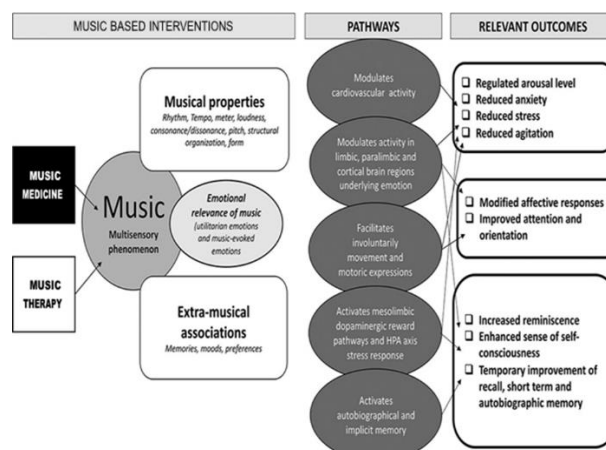 MUSIC BASED INTERVENTIONS
PATHWAYS
RELEVANT OUTCOMES
MUSIC
MEDICINE
MUSIC
THERAPY
Music
Multisensory
phenomenon
Musical properties
Rhythm, Tempo, meter, loudness,
consonance/dissonance, pitch, structural
organization, form
Emotional
relevance of music
(utilitarian emotions
and music-evoked
emotions
Extra-musical
associations
Memories, moods, preferences
Modulates
cardiovascular activity
Modulates activity in
limbic, paralimbic and
cortical brain regions
underlying emotion
Facilitates
involuntarily movement
and motoric expressions
Activates mesolimbic
dopaminergic reward
pathways and HPA axis
stress response
Activates
autobiographical and
implicit memory
Regulated arousal level
Reduced anxiety
Reduced stress
Reduced agitation
Modified affective responses
Improved attention and
orientation
Increased reminiscence
Enhanced sense of self-
consciousness
Temporary improvement of
recall, short term and
autobiographic memory